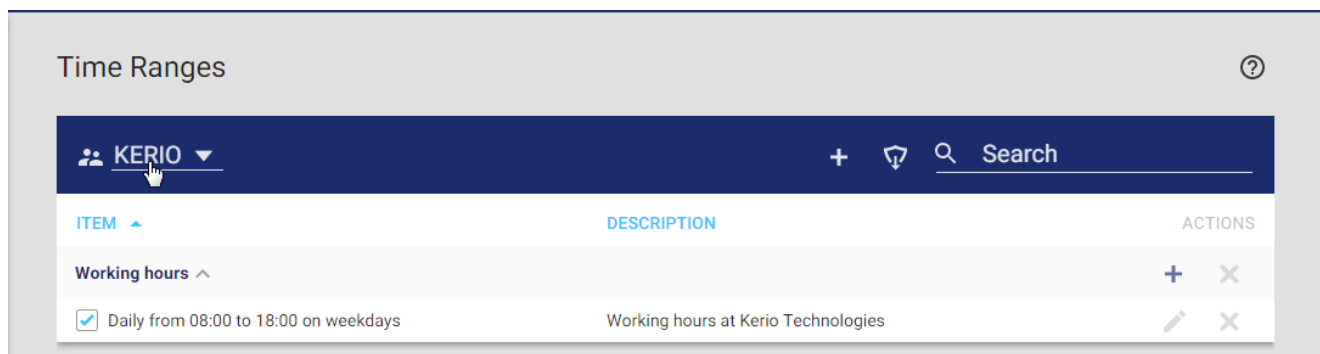 Time Ranges
KERIO
Search
ITEM DESCRIPTION ACTIONS
Working hours
Daily from 08:00 to 18:00 on weekdays Working hours at Kerio Technologies